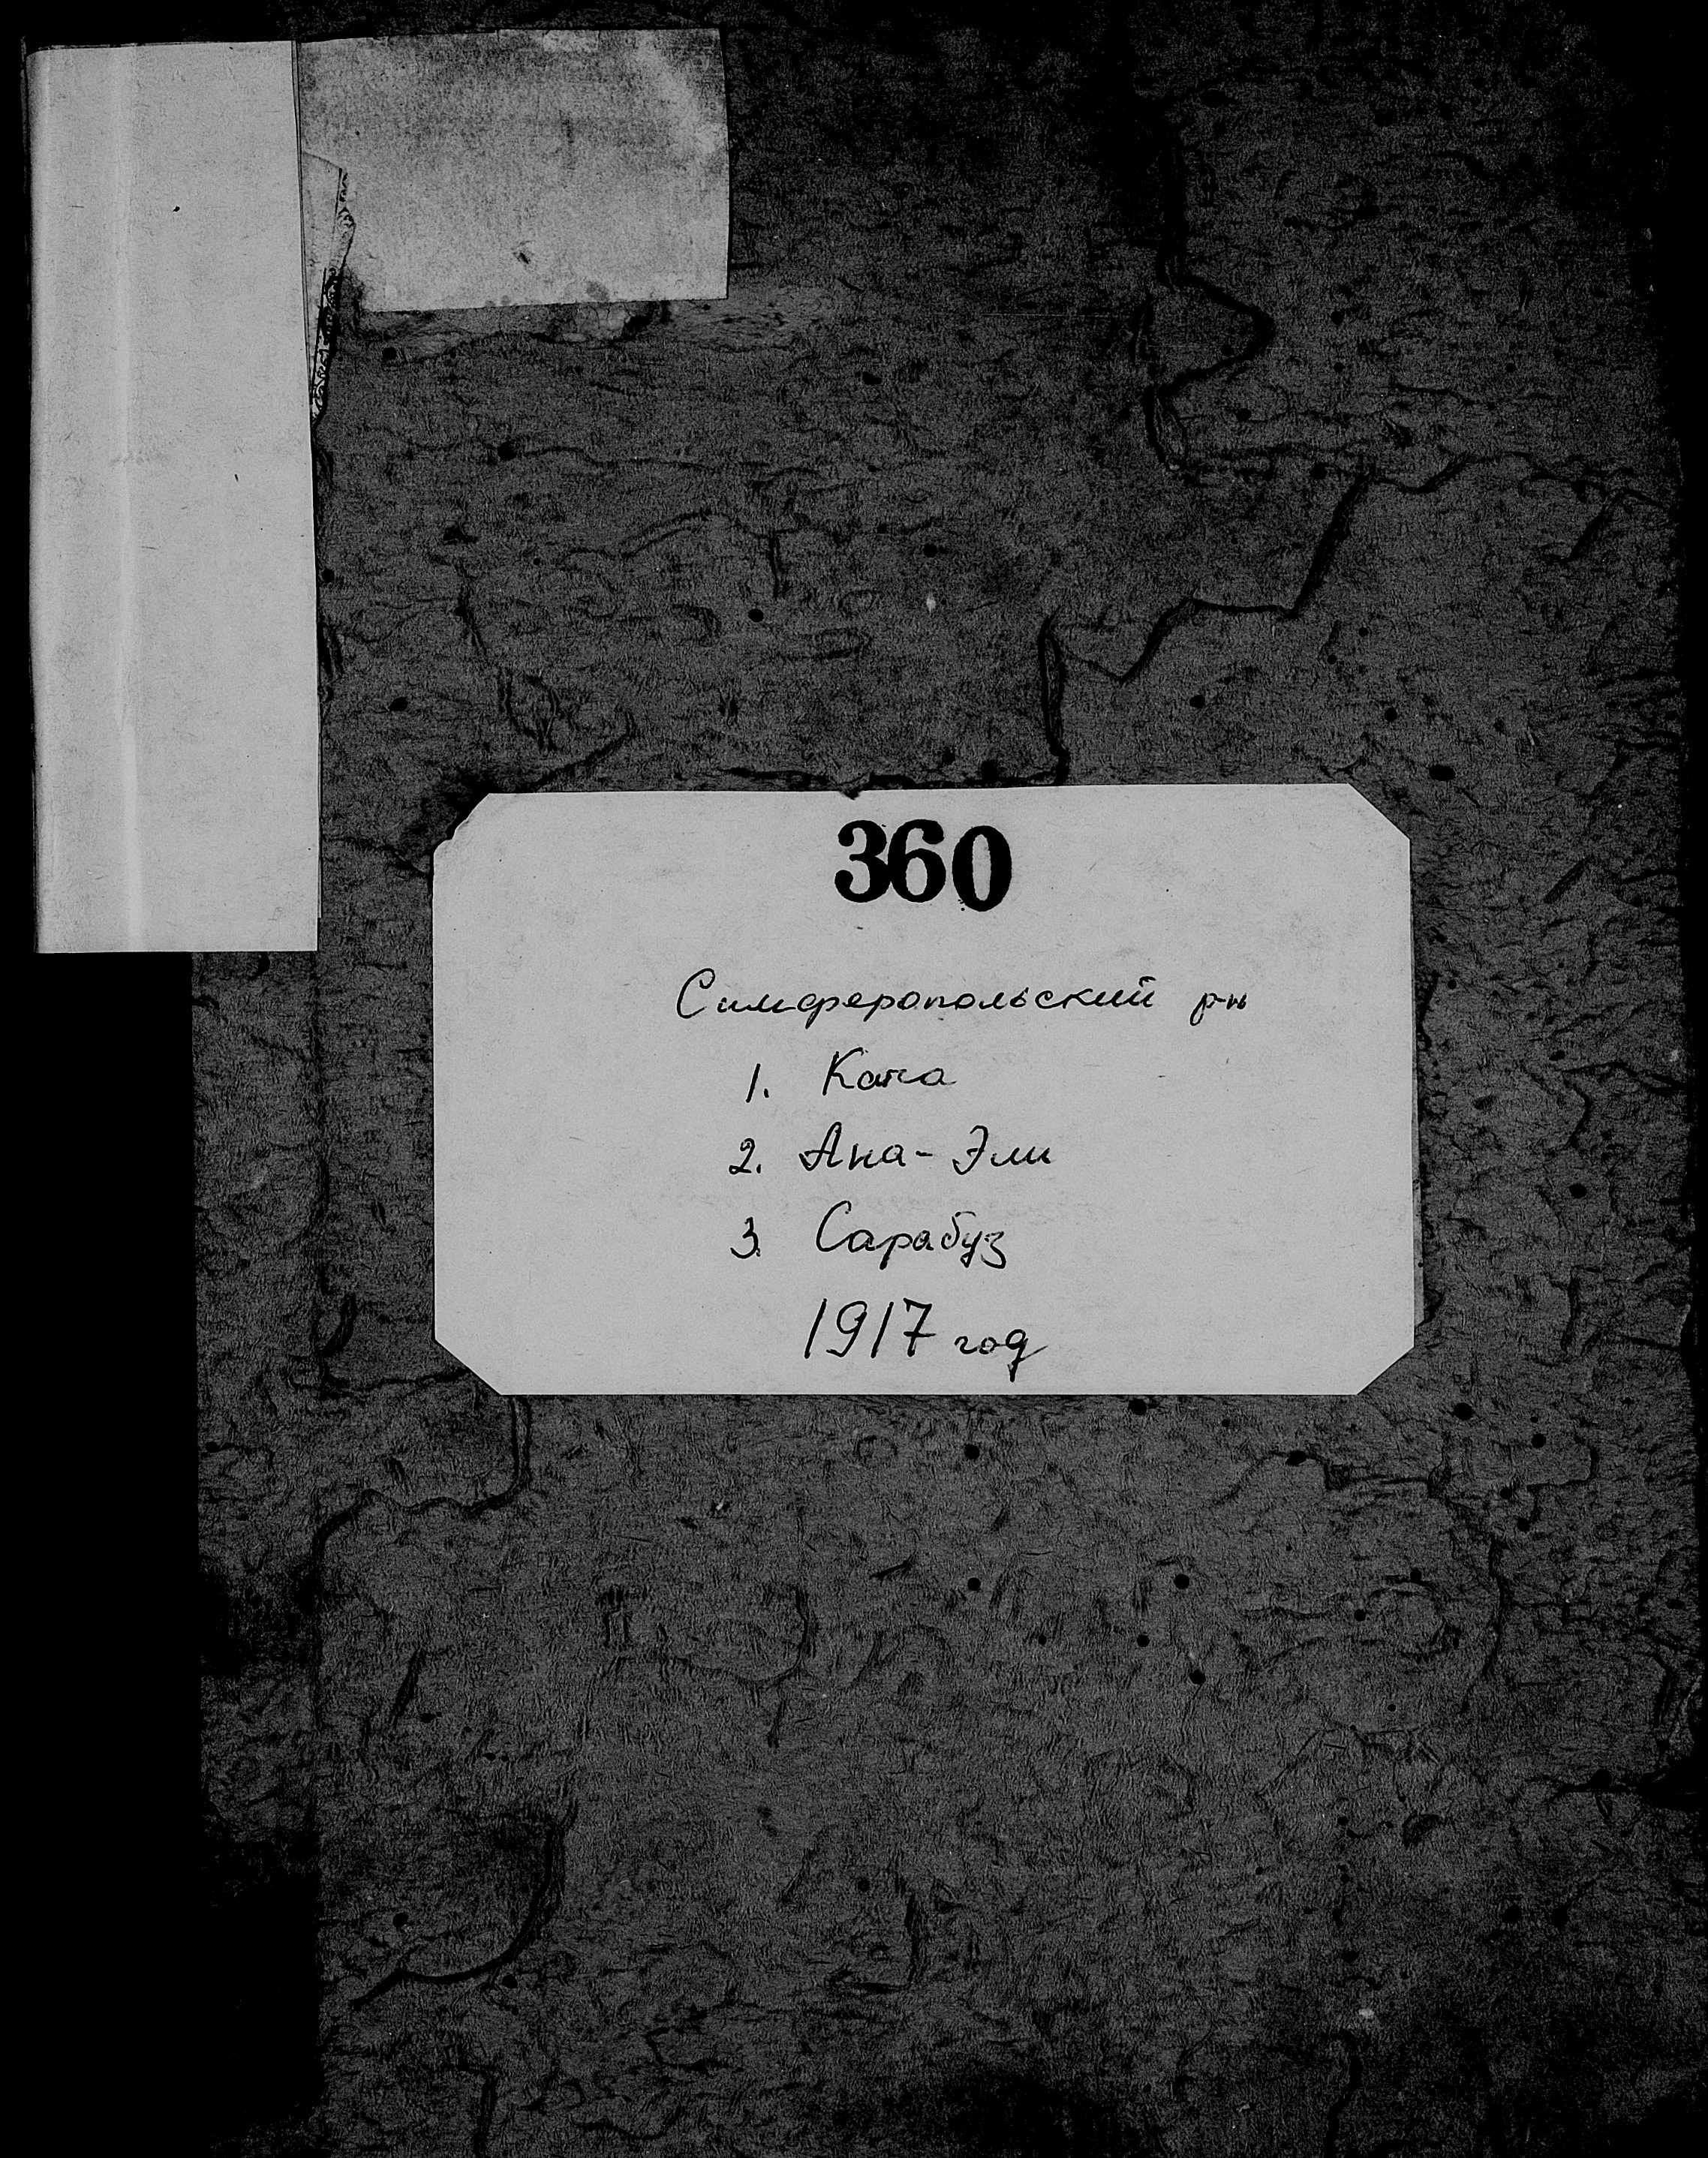 360
Симферопольский р-н
1. Кача
2. Ана-Эли
3. Сарабуз
1917 год